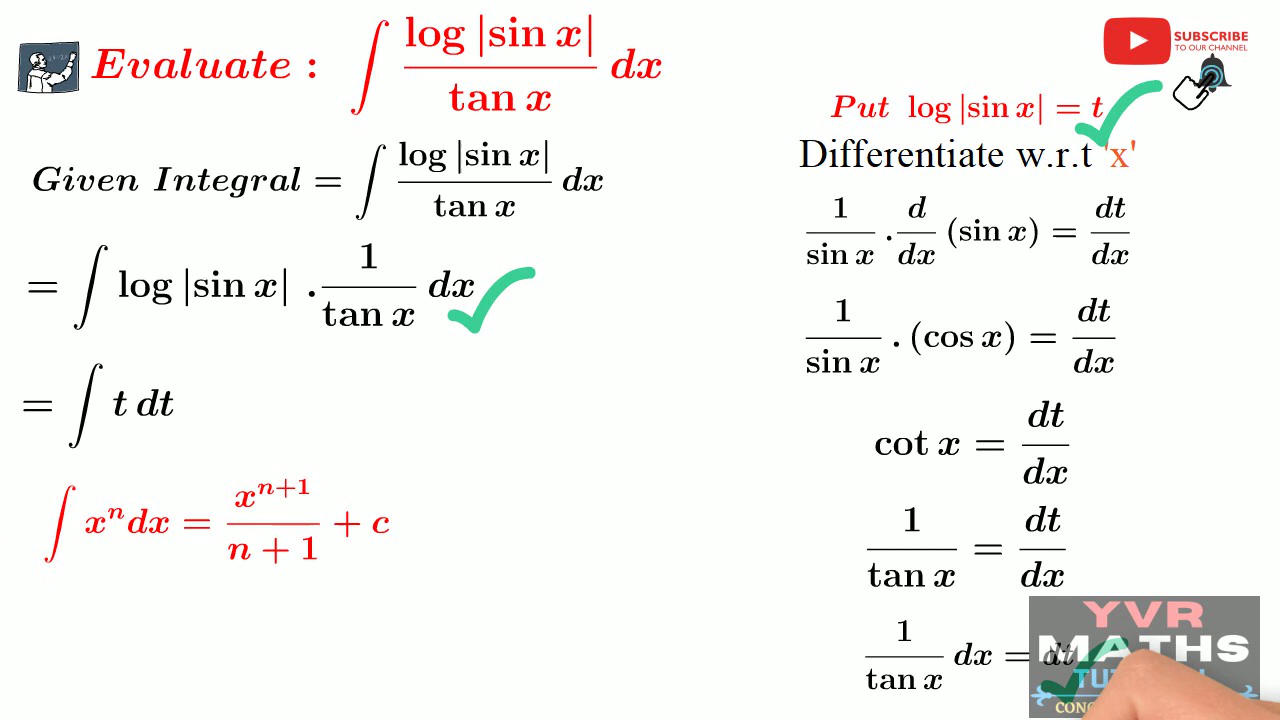 Evaluate : ∫ log |sin x| / tan x dx
SUBSCRIBE
TO OUR CHANNEL
Given Integral = ∫ log |sin x| / tan x dx
= ∫ log |sin x| . 1 / tan x dx
= ∫ t dt
∫ xⁿ dx = xⁿ⁺¹ / n + 1 + c
Put log |sin x| = t
Differentiate w.r.t 'x'
1 / sin x . d / dx (sin x) = dt / dx
1 / sin x . (cos x) = dt / dx
cot x = dt / dx
1 / tan x = dt / dx
1 / tan x dx = dt
YVR
MATHS